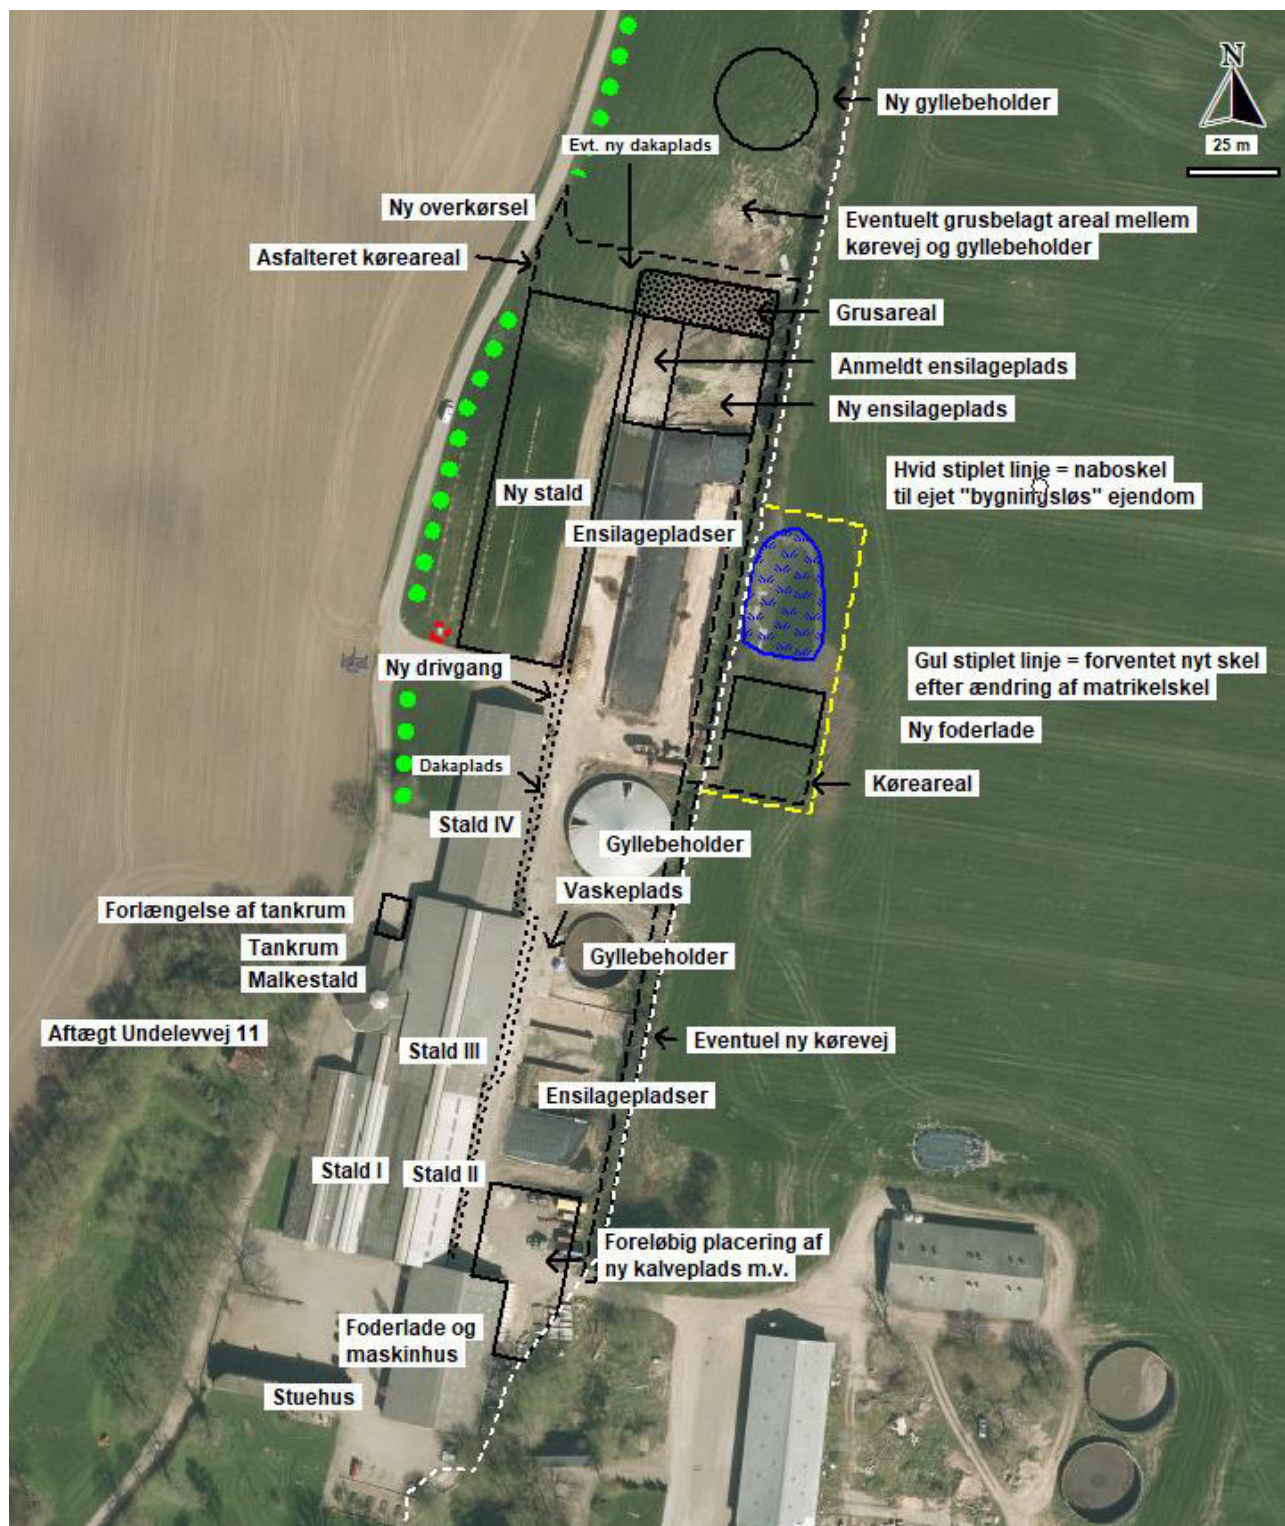 N
25 m
Ny gyllebeholder
Evt. ny dakaplads
Ny overkørsel
Eventuelt grusbelagt areal mellem
kørevej og gyllebeholder
Asfalteret køreareal
Grusareal
Anmeldt ensilageplads
Ny ensilageplads
Hvid stiplet linje = naboskel
til ejet "bygningsløs" ejendom
Ny stald
Ensilagepladser
Gul stiplet linje = forventet nyt skel
efter ændring af matrikelskel
Ny drivgang
Ny foderlade
Dakaplads
Køreareal
Stald IV
Gyllebeholder
Vaskeplads
Forlængelse af tankrum
Tankrum
Malkestald
Gyllebeholder
Aftægt Undelevvej 11
Eventuel ny kørevej
Stald III
Ensilagepladser
Stald I
Stald II
Foreløbig placering af
ny kalveplads m.v.
Foderlade og
maskinhus
Stuehus